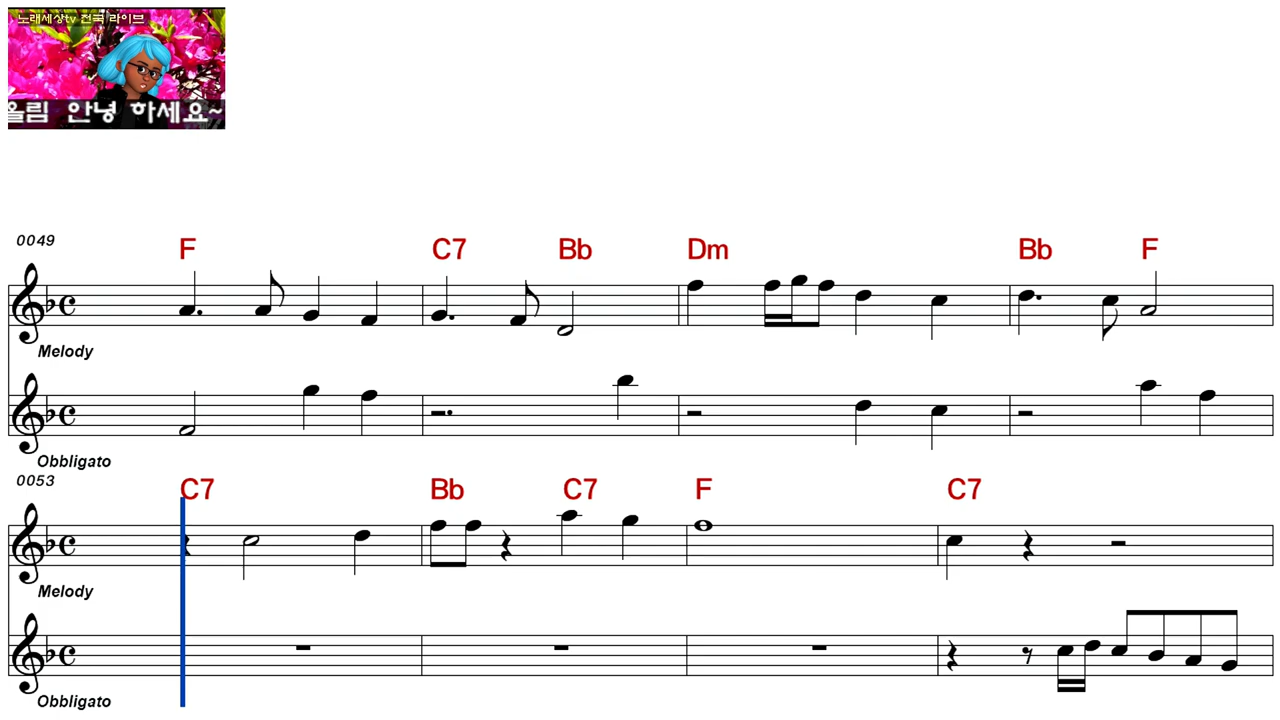 노래세상tv 전국 라이브
올림 안녕 하세요~
0049
F C7 Bb Dm Bb F
Melody
Obbligato
0053
C7 Bb C7 F C7
Melody
Obbligato